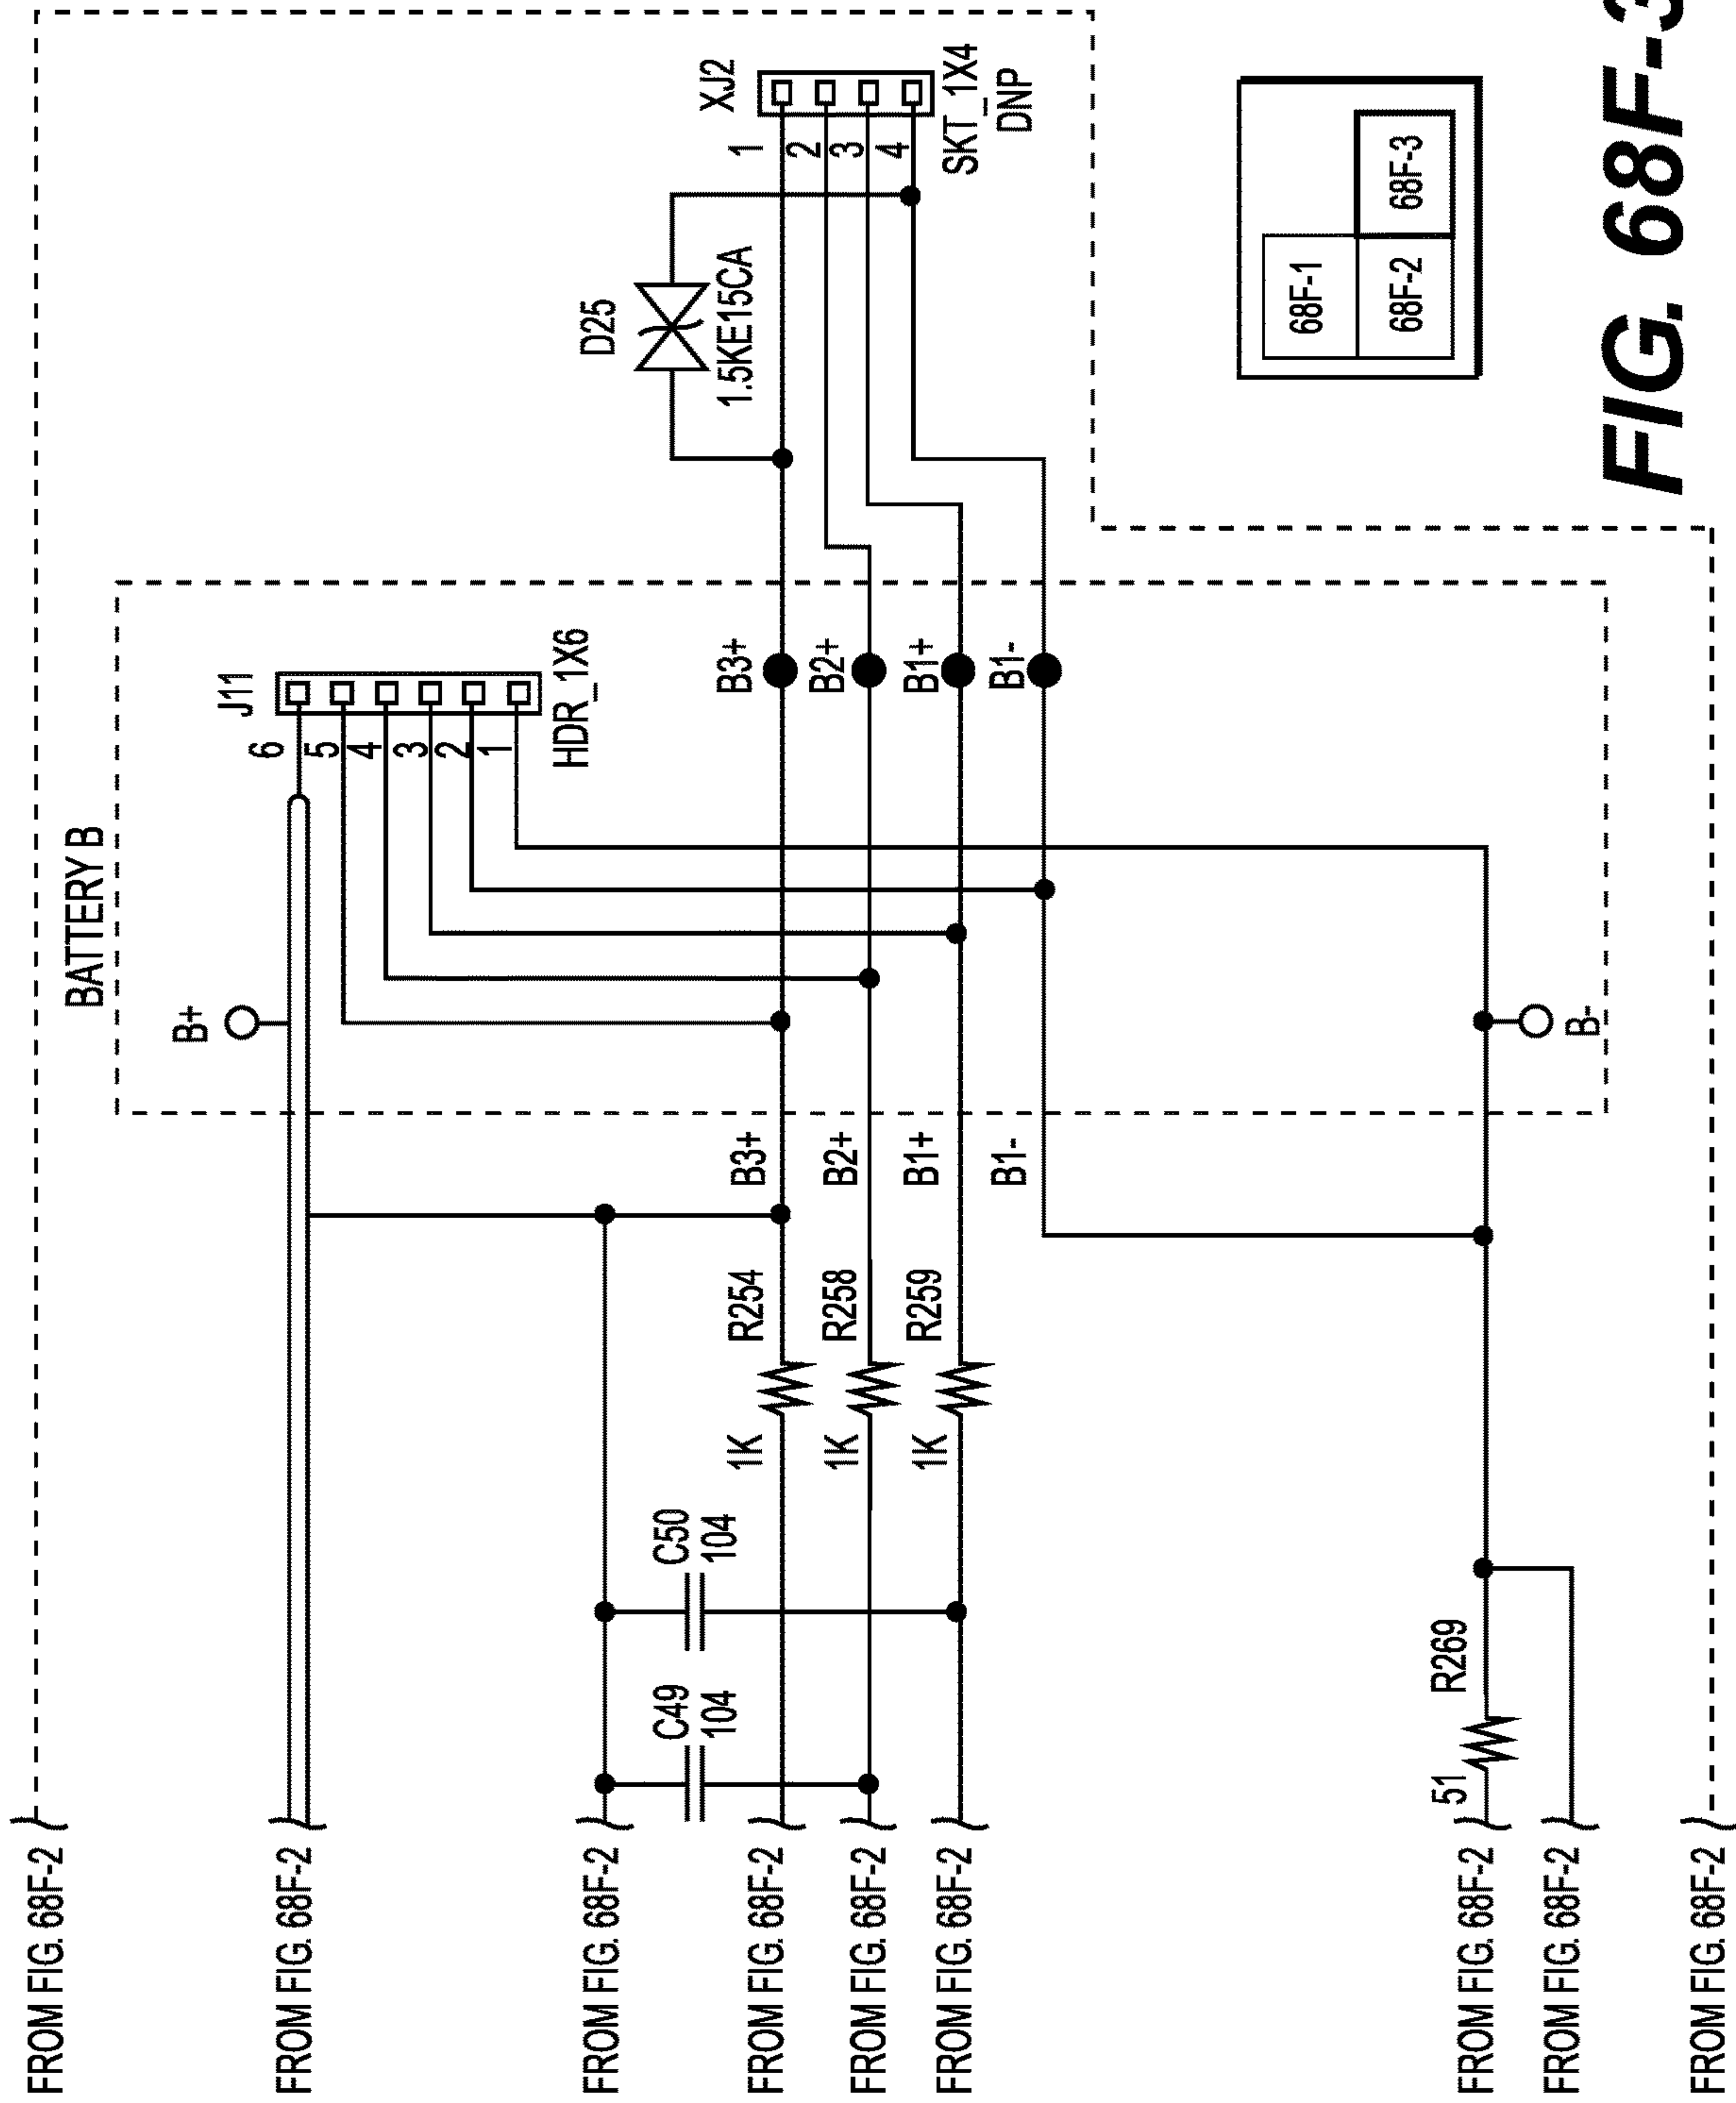 FROM FIG. 68F-2
FROM FIG. 68F-2
FROM FIG. 68F-2
FROM FIG. 68F-2
FROM FIG. 68F-2
FROM FIG. 68F-2
FROM FIG. 68F-2
FROM FIG. 68F-2
FROM FIG. 68F-2
BATTERY B
B+
J11
6
5
4
3
2
1
HDR_1X6
C49
104
C50
104
1K
R254
1K
R258
1K
R259
B3+
B2+
B1+
B1-
B3+
B2+
B1+
B1-
D25
1.5KE15CA
XJ2
1
2
3
4
SKT_1X4
DNP
51
R269
B-
68F-1
68F-2
68F-3
FIG. 68F-3